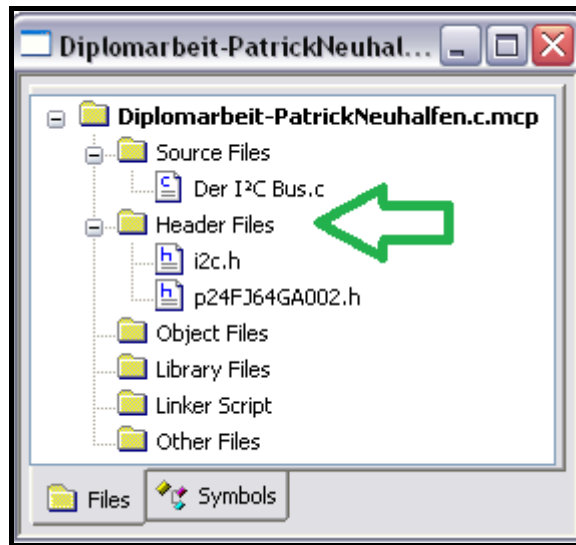 Diplomarbeit-PatrickNeuhal...
Diplomarbeit-PatrickNeuhalfen.c.mcp
Source Files
Der I²C Bus.c
Header Files
i2c.h
p24FJ64GA002.h
Object Files
Library Files
Linker Script
Other Files
Files Symbols